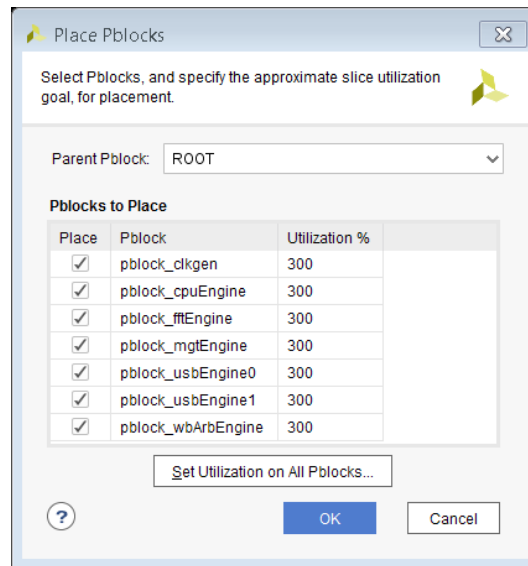 Place Pblocks
Select Pblocks, and specify the approximate slice utilization
goal, for placement.
Parent Pblock: ROOT
Pblocks to Place
Place Pblock Utilization %
pblock_clkgen 300
pblock_cpuEngine 300
pblock_fftEngine 300
pblock_mgtEngine 300
pblock_usbEngine0 300
pblock_usbEngine1 300
pblock_wbArbEngine 300
Set Utilization on All Pblocks...
? OK Cancel